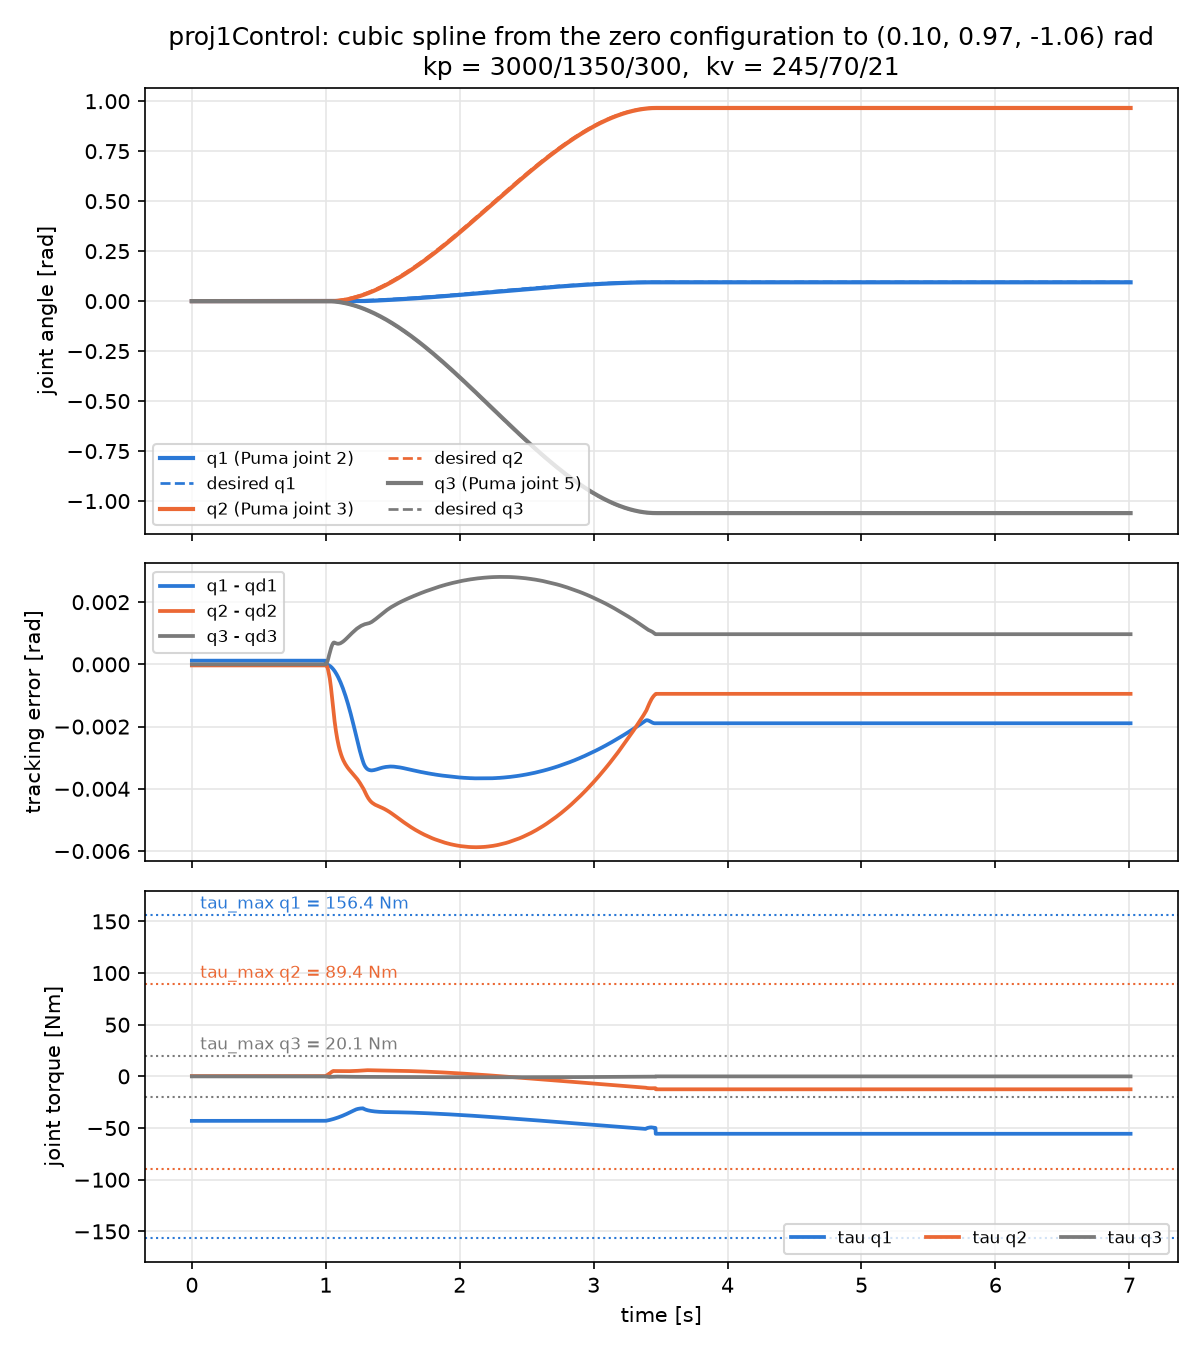 proj1Control: cubic spline from the zero configuration to (0.10, 0.97, -1.06) rad
kp = 3000/1350/300,  kv = 245/70/21
joint angle [rad]
1.00
0.75
0.50
0.25
0.00
−0.25
−0.50
−0.75
−1.00
q1 (Puma joint 2)
desired q1
q2 (Puma joint 3)
desired q2
q3 (Puma joint 5)
desired q3
tracking error [rad]
0.002
0.000
−0.002
−0.004
−0.006
q1 - qd1
q2 - qd2
q3 - qd3
joint torque [Nm]
150
100
50
0
−50
−100
−150
tau_max q1 = 156.4 Nm
tau_max q2 = 89.4 Nm
tau_max q3 = 20.1 Nm
tau q1
tau q2
tau q3
0 1 2 3 4 5 6 7
time [s]